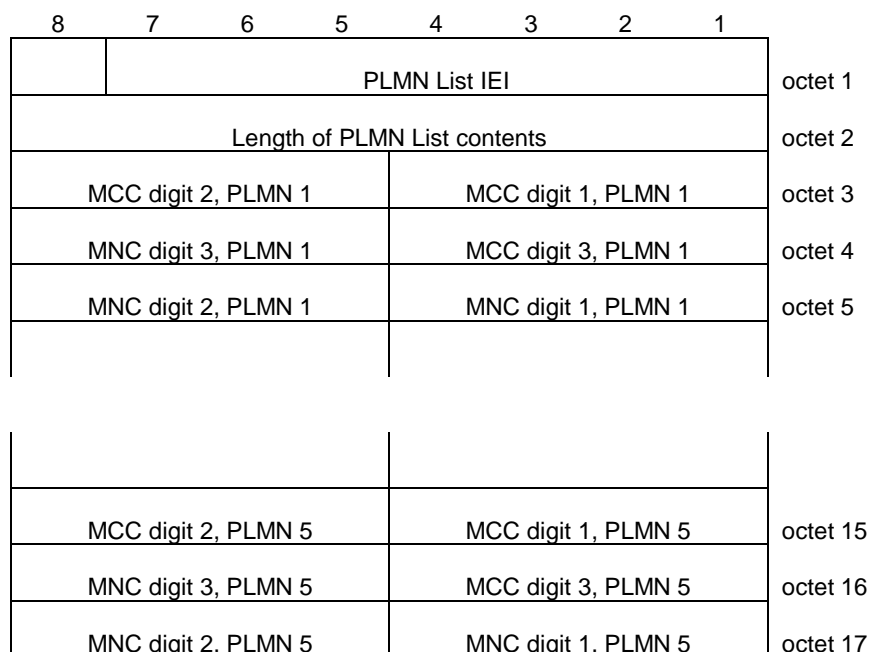 8 7 6 5 4 3 2 1
PLMN List IEI octet 1
Length of PLMN List contents octet 2
MCC digit 2, PLMN 1 MCC digit 1, PLMN 1 octet 3
MNC digit 3, PLMN 1 MCC digit 3, PLMN 1 octet 4
MNC digit 2, PLMN 1 MNC digit 1, PLMN 1 octet 5
MCC digit 2, PLMN 5 MCC digit 1, PLMN 5 octet 15
MNC digit 3, PLMN 5 MCC digit 3, PLMN 5 octet 16
MNC digit 2, PLMN 5 MNC digit 1, PLMN 5 octet 17